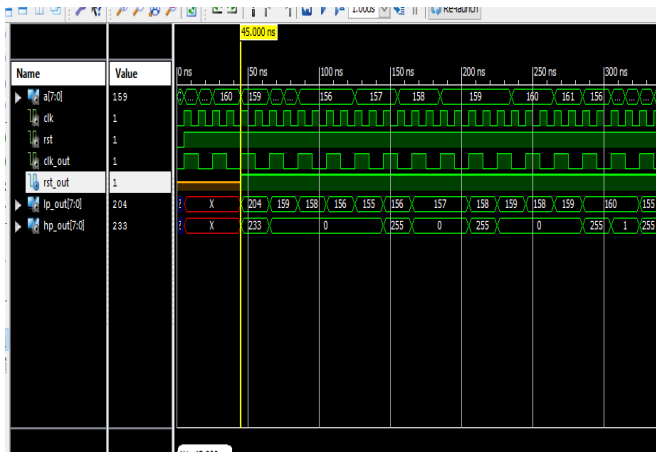 1.00us Re-launch
45.000 ns
Name Value 0 ns 50 ns 100 ns 150 ns 200 ns 250 ns 300 ns
a[7:0] 159 ... ... 160 159 ... ... 156 157 158 159 160 161 156 ... ... ...
clk 1
rst 1
clk_out 1
rst_out 1
lp_out[7:0] 204 ? X 204 159 158 156 155 156 157 158 159 158 159 160 155
hp_out[7:0] 233 ? X 233 0 255 0 255 0 255 1 255